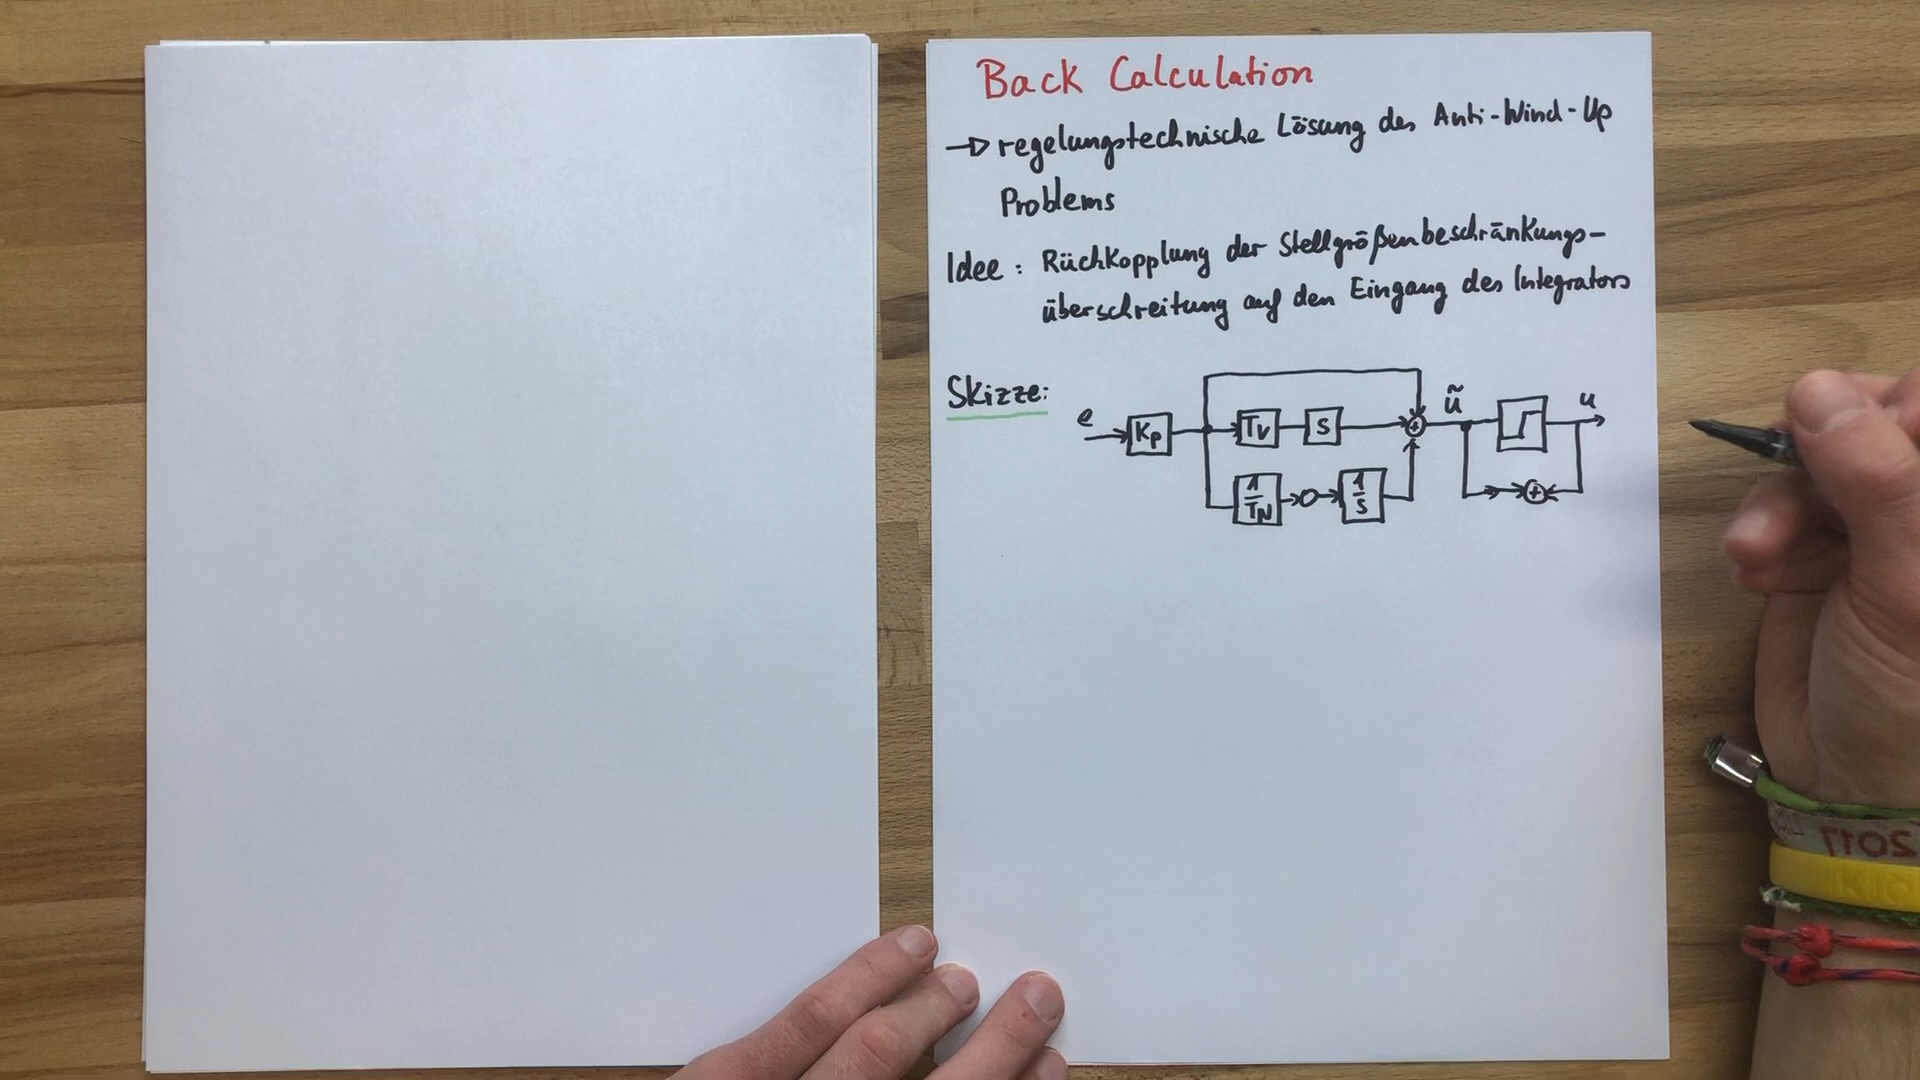 Back Calculation
→ regelungstechnische Lösung des Anti-Wind-Up
Problems
Idee: Rückkopplung der Stellgrößenbeschränkungs-
überschreitung auf den Eingang des Integrators
Skizze:
e Kp Tv s + ũ u
1/TN 1/s +
2017